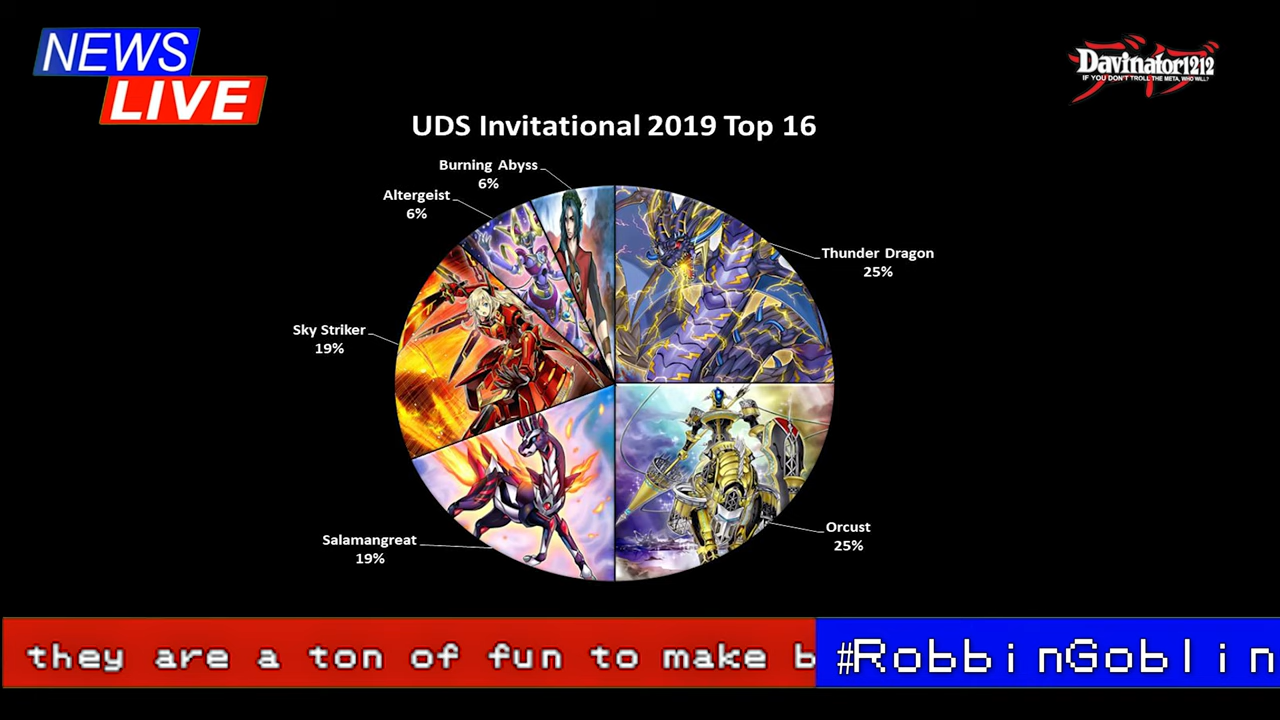 NEWS
LIVE
Davinator1212
IF YOU DON'T TROLL THE META, WHO WILL?
UDS Invitational 2019 Top 16
Burning Abyss
6%
Altergeist
6%
Thunder Dragon
25%
Sky Striker
19%
Orcust
25%
Salamangreat
19%
they are a ton of fun to make b
#RobbinGoblin